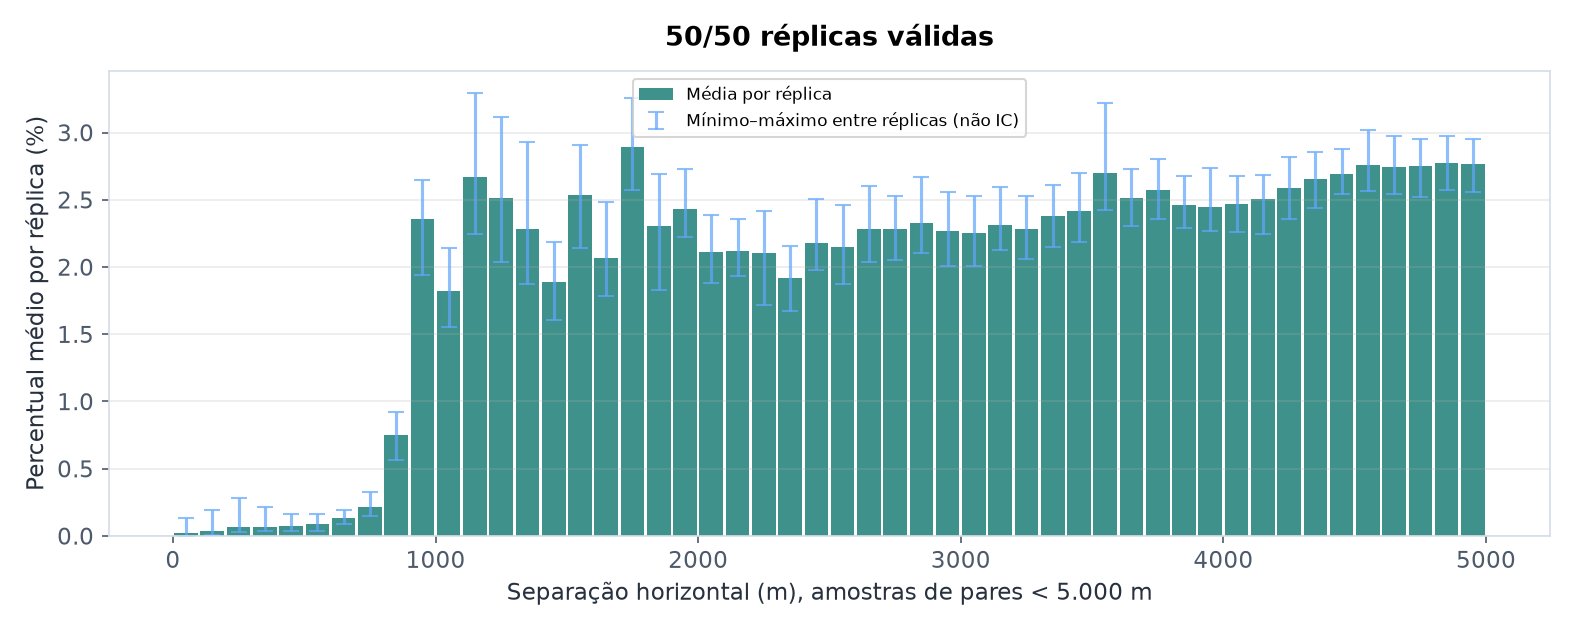 50/50 réplicas válidas
Média por réplica
Mínimo–máximo entre réplicas (não IC)
Percentual médio por réplica (%)
3.0
2.5
2.0
1.5
1.0
0.5
0.0
0 1000 2000 3000 4000 5000
Separação horizontal (m), amostras de pares < 5.000 m